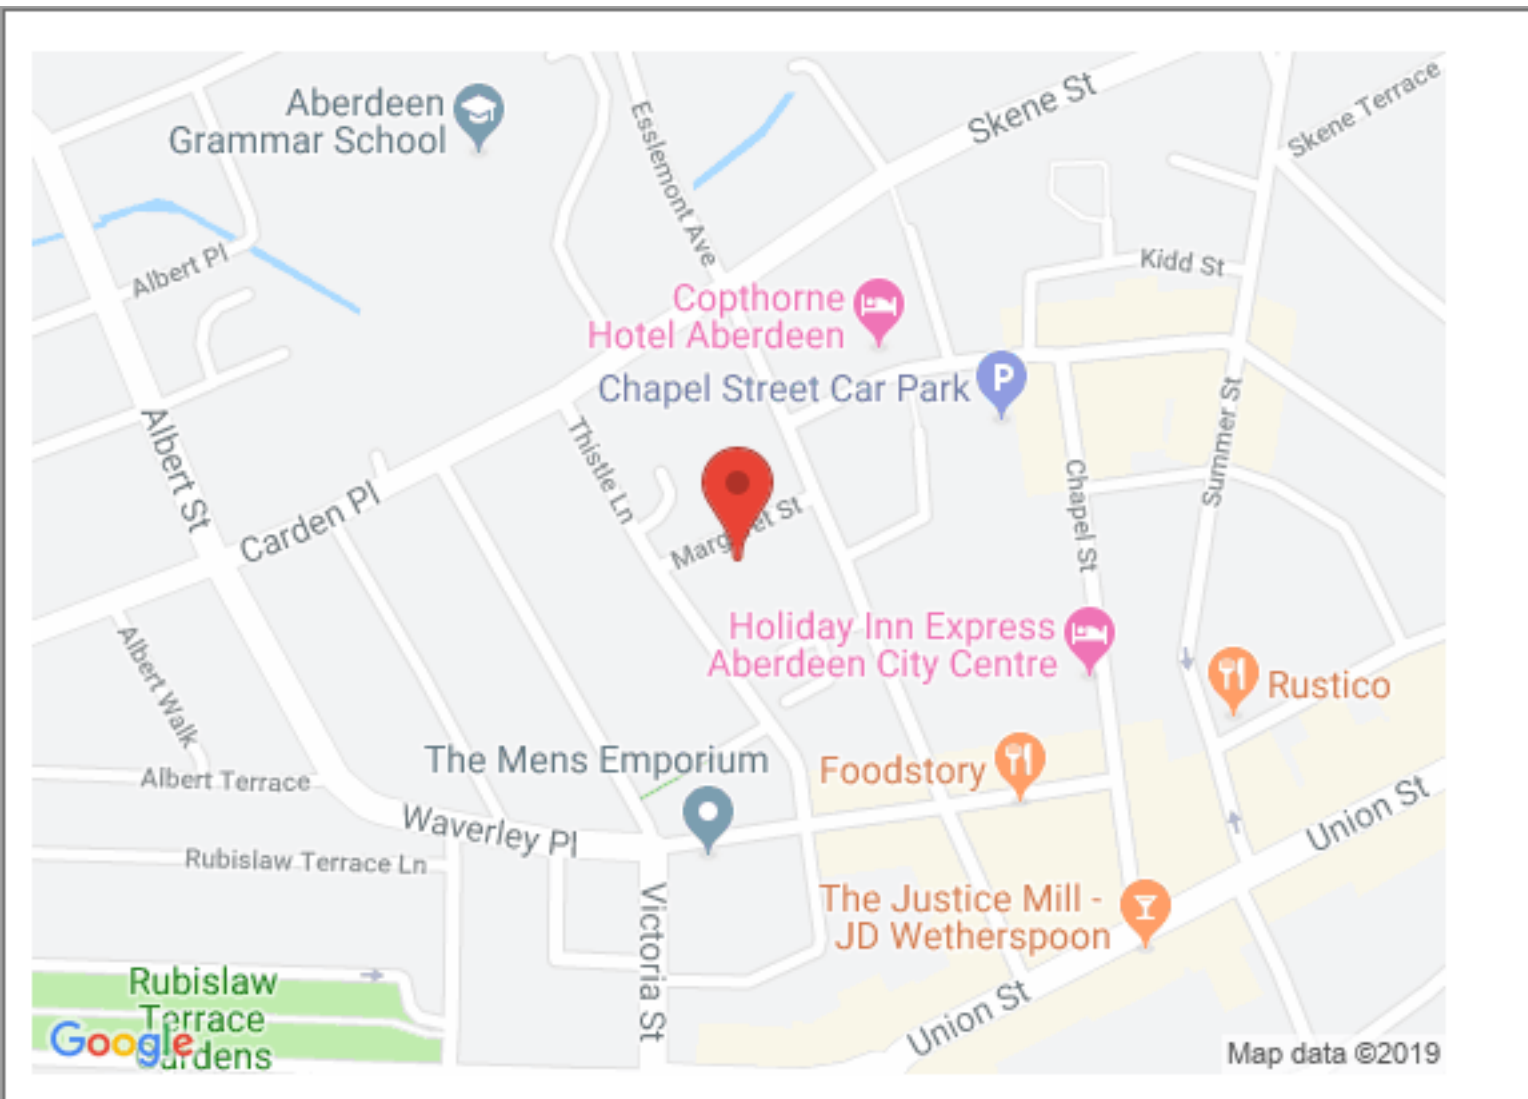 Aberdeen
Grammar School
Esslemont Ave
Skene St
Skene Terrace
Albert Pl
Kidd St
Copthorne
Hotel Aberdeen
Chapel Street Car Park
P
Albert St
Thistle Ln
Summer St
Carden Pl
Chapel St
Albert Walk
Holiday Inn Express
Aberdeen City Centre
Rustico
The Mens Emporium
Foodstory
Albert Terrace
Waverley Pl
Union St
Rubislaw Terrace Ln
Victoria St
The Justice Mill -
JD Wetherspoon
Rubislaw
Terrace
Google
Union St
Map data ©2019